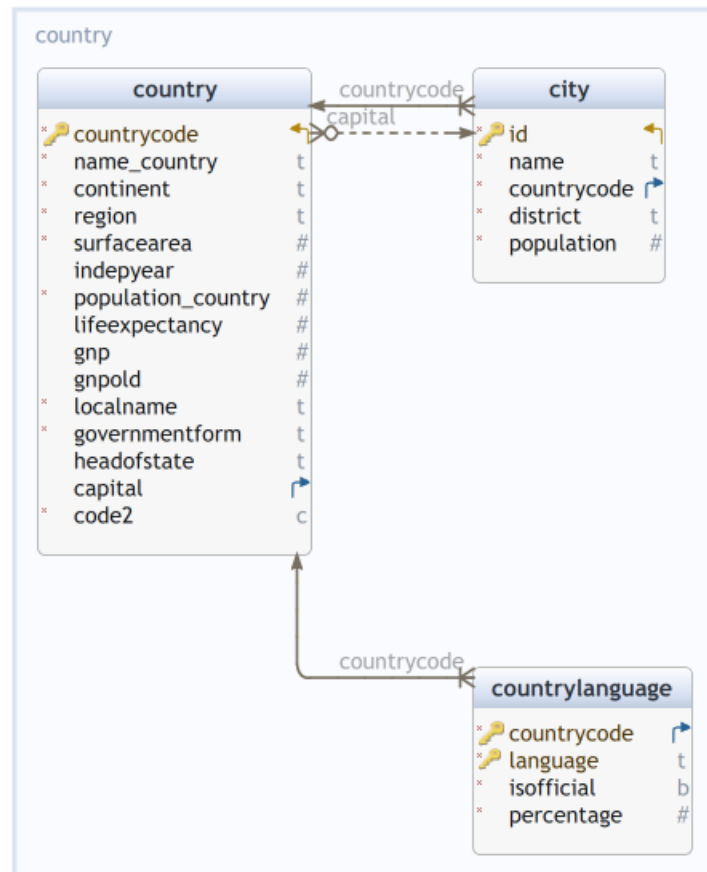 country
country
countrycode
name_country t
continent t
region t
surfacearea #
indepyear #
population_country #
lifeexpectancy #
gnp #
gnpold #
localname t
governmentform t
headofstate t
capital
code2 c
countrycode
capital
city
id
name t
countrycode
district t
population #
countrycode
countrylanguage
countrycode
language t
isofficial b
percentage #